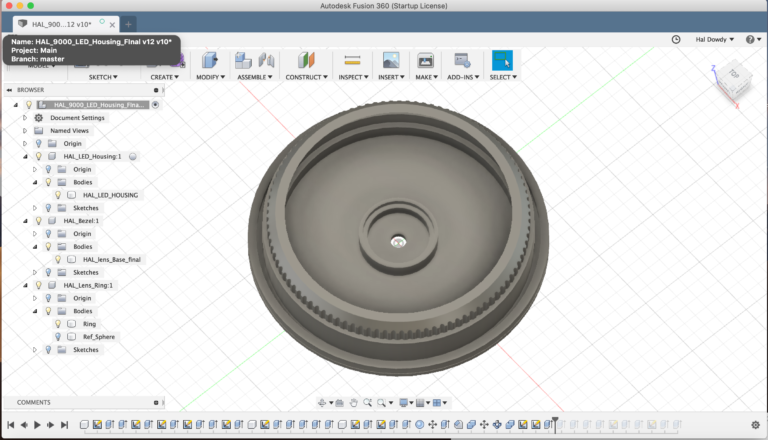 Autodesk Fusion 360 (Startup License)
HAL_900...12 v10*
Name: HAL_9000_LED_Housing_Final v12 v10*
Project: Main
Branch: master
Hal Dowdy
SKETCH
CREATE
MODIFY
ASSEMBLE
CONSTRUCT
INSPECT
INSERT
MAKE
ADD-INS
SELECT
BROWSER
HAL_9000_LED_Housing_Fina...
Document Settings
Named Views
Origin
HAL_LED_Housing:1
Origin
Bodies
HAL_LED_HOUSING
Sketches
HAL_Bezel:1
Origin
Bodies
HAL_lens_Base_final
Sketches
HAL_Lens_Ring:1
Origin
Bodies
Ring
Ref_Sphere
Sketches
Z
TOP
X
COMMENTS